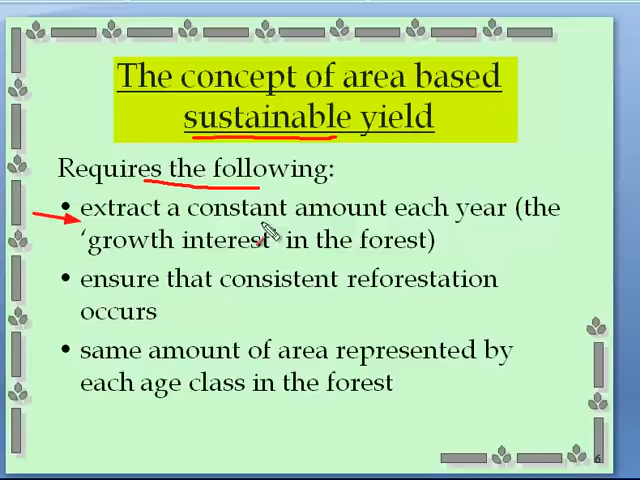 The concept of area based
sustainable yield
Requires the following:
• extract a constant amount each year (the
‘growth interest’ in the forest)
• ensure that consistent reforestation
occurs
• same amount of area represented by
each age class in the forest
6